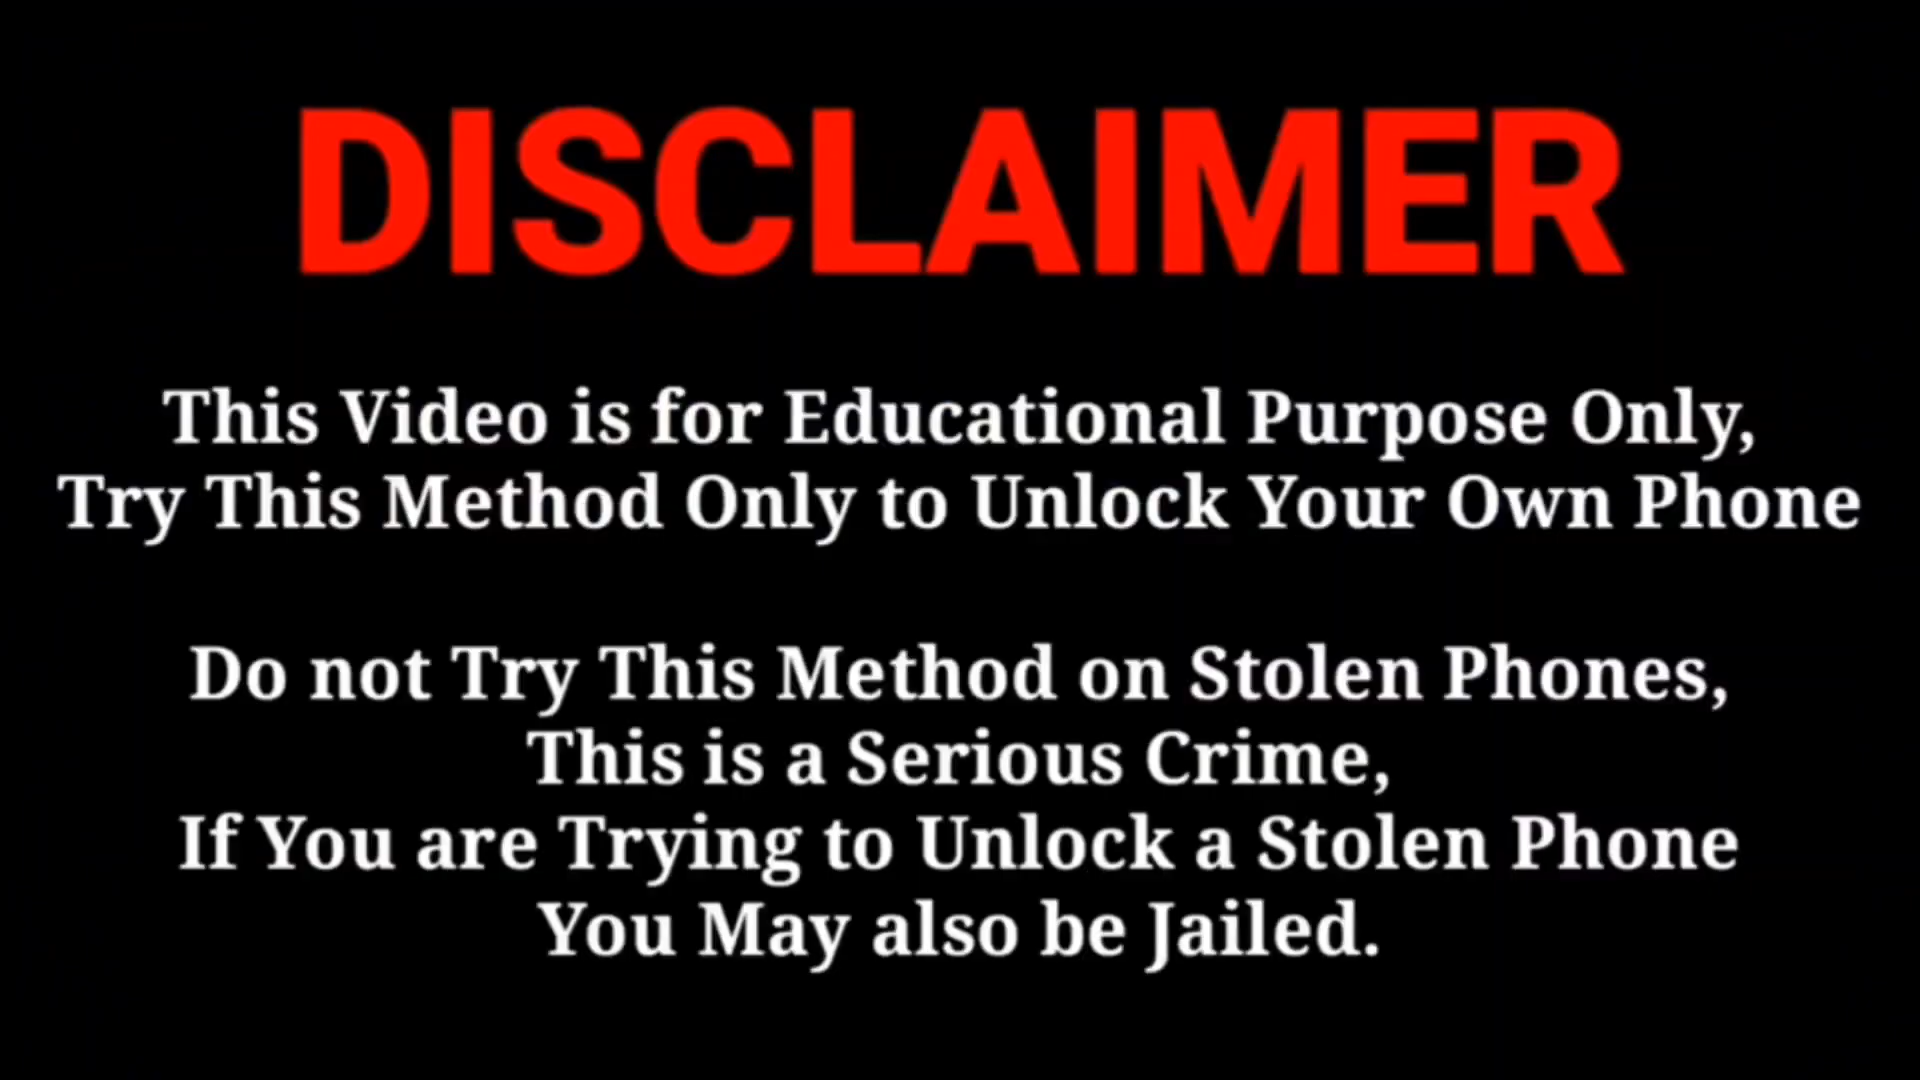 DISCLAIMER
This Video is for Educational Purpose Only,
Try This Method Only to Unlock Your Own Phone
Do not Try This Method on Stolen Phones,
This is a Serious Crime,
If You are Trying to Unlock a Stolen Phone
You May also be Jailed.